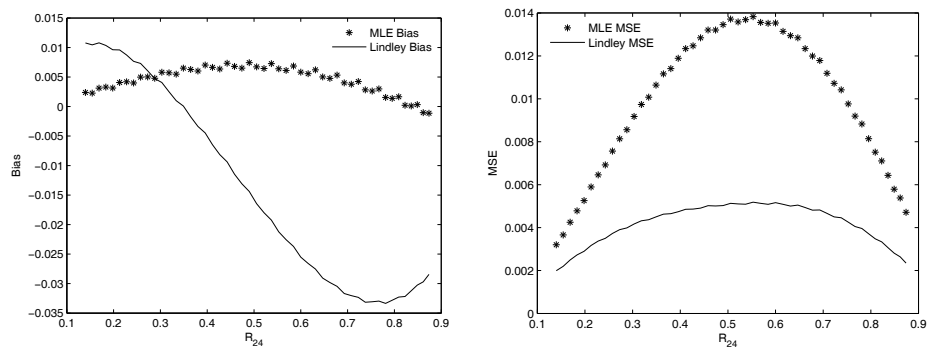 0.015
0.01
0.005
0
−0.005
−0.01
−0.015
−0.02
−0.025
−0.03
−0.035
Bias
MLE Bias
Lindley Bias
0.1 0.2 0.3 0.4 0.5 0.6 0.7 0.8 0.9
R24
0.014
0.012
0.01
0.008
0.006
0.004
0.002
0
MSE
MLE MSE
Lindley MSE
0.1 0.2 0.3 0.4 0.5 0.6 0.7 0.8 0.9
R24